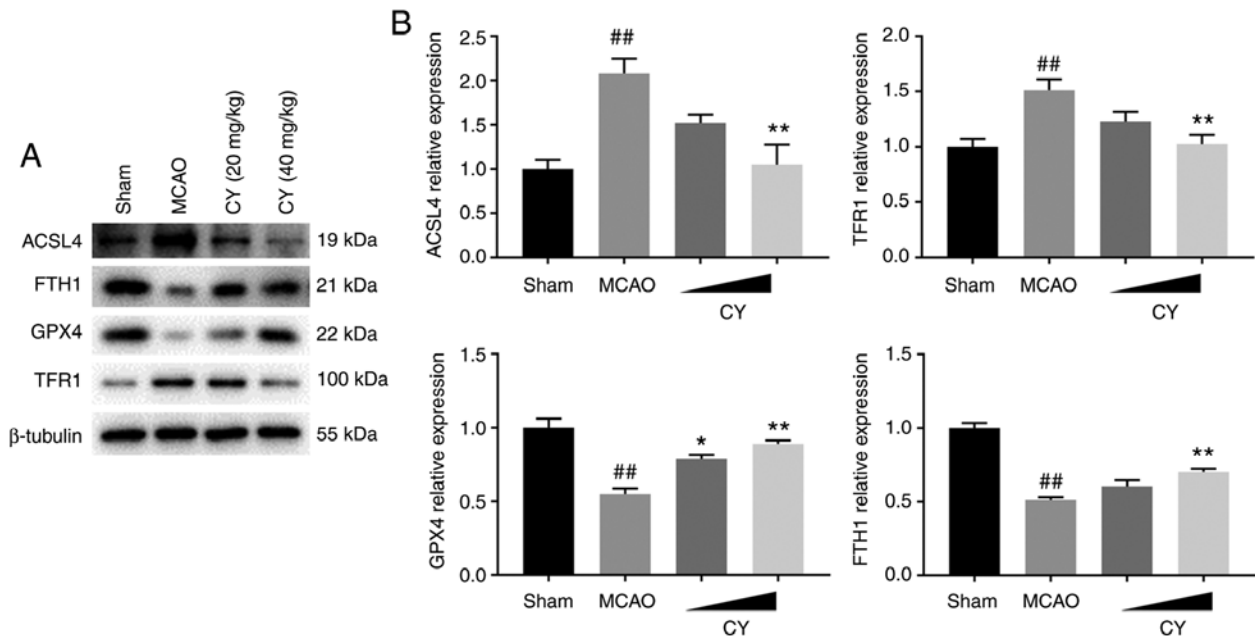 A
Sham
MCAO
CY (20 mg/kg)
CY (40 mg/kg)
ACSL4 19 kDa
FTH1 21 kDa
GPX4 22 kDa
TFR1 100 kDa
β-tubulin 55 kDa
B
ACSL4 relative expression
2.5
2.0
1.5
1.0
0.5
0.0
##
**
Sham MCAO
CY
TFR1 relative expression
2.0
1.5
1.0
0.5
0.0
##
**
Sham MCAO
CY
GPX4 relative expression
1.5
1.0
0.5
0.0
##
*
**
Sham MCAO
CY
FTH1 relative expression
1.5
1.0
0.5
0.0
##
**
Sham MCAO
CY